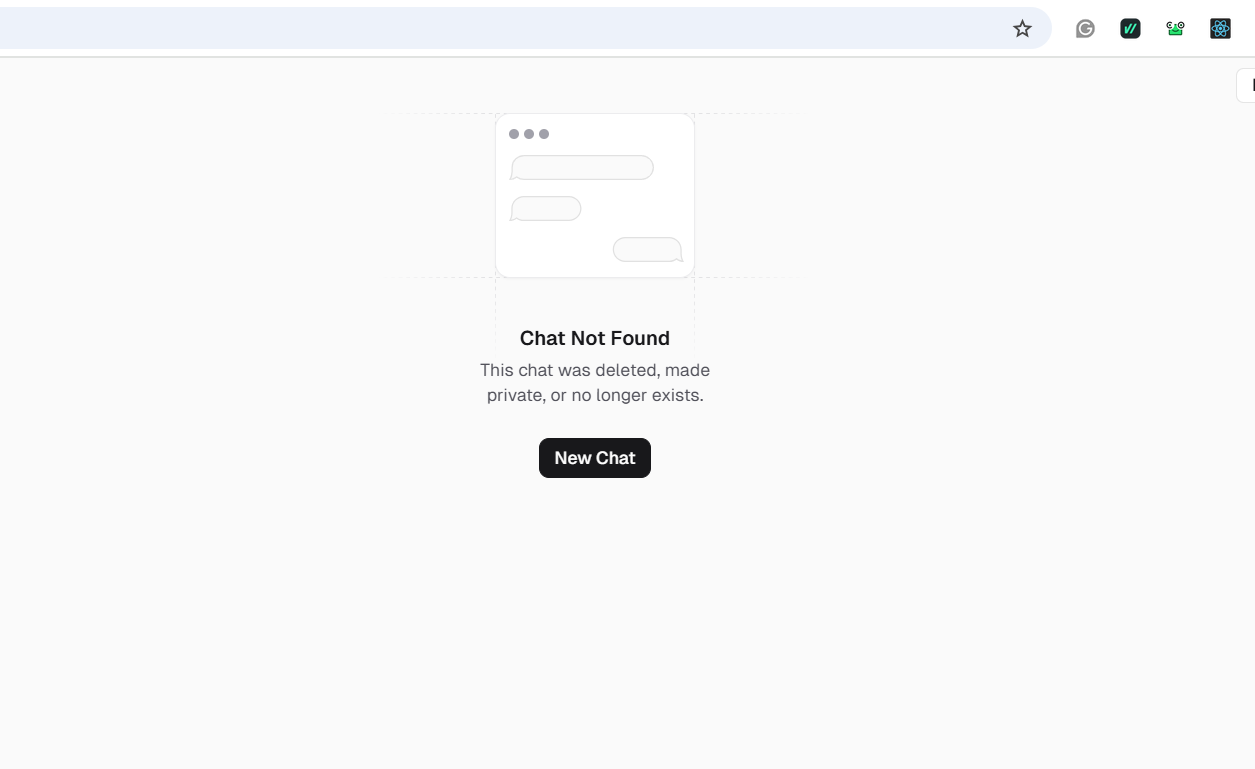 Chat Not Found
This chat was deleted, made
private, or no longer exists.
New Chat